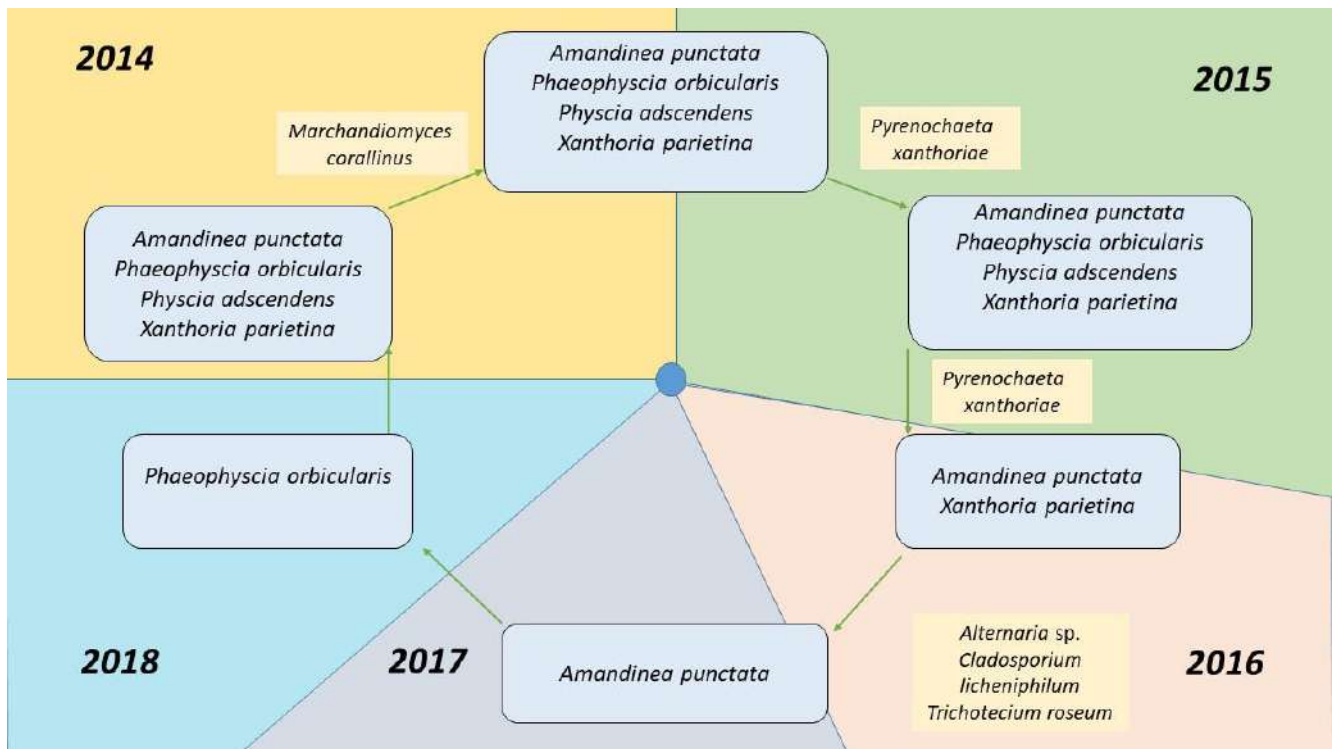 2014
Amandinea punctata
Phaeophyscia orbicularis
Physcia adscendens
Xanthoria parietina
2015
Marchandiomyces
corallinus
Pyrenochaeta
xanthoriae
Amandinea punctata
Phaeophyscia orbicularis
Physcia adscendens
Xanthoria parietina
Amandinea punctata
Phaeophyscia orbicularis
Physcia adscendens
Xanthoria parietina
Pyrenochaeta
xanthoriae
Phaeophyscia orbicularis
Amandinea punctata
Xanthoria parietina
2018
2017
Amandinea punctata
Alternaria sp.
Cladosporium
licheniphilum
Trichotecium roseum
2016